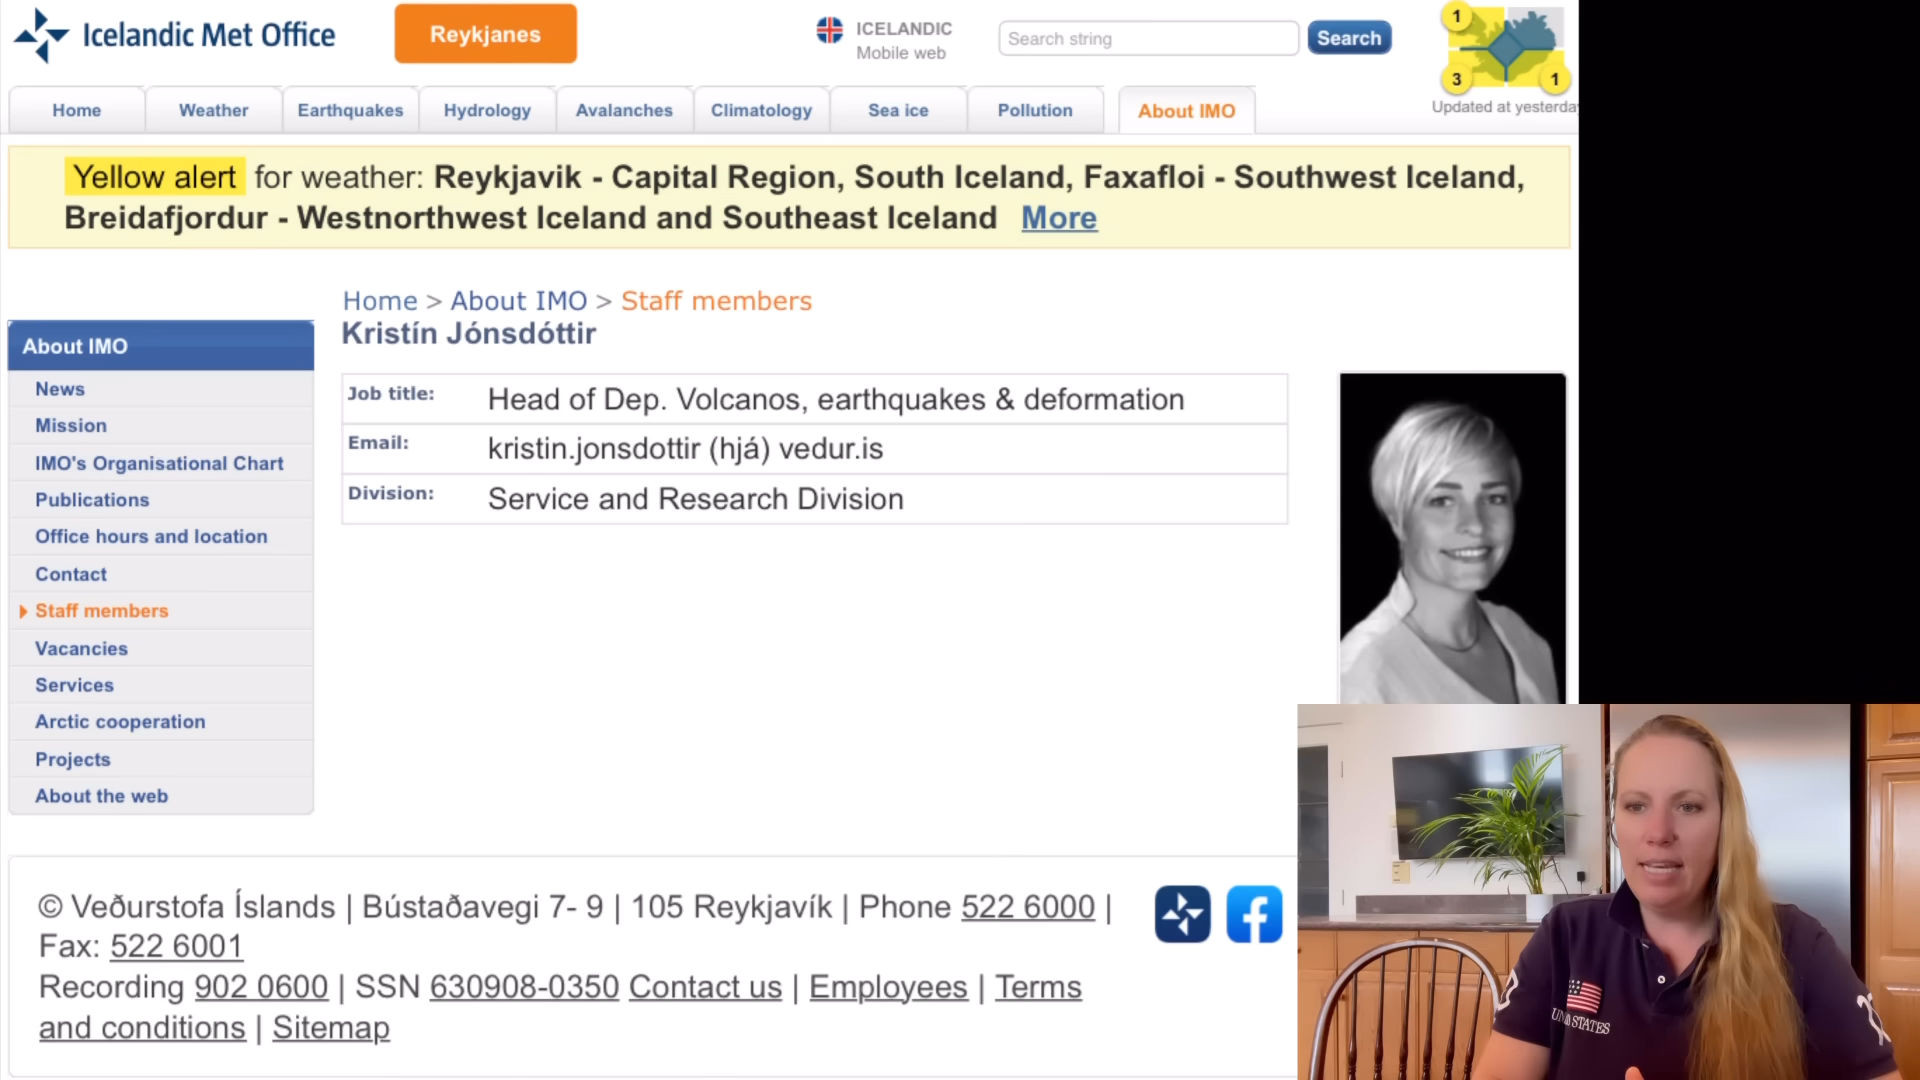 Icelandic Met Office
Reykjanes
ICELANDIC
Mobile web
Search string
Search
1
3
1
Updated at yesterda
Home
Weather
Earthquakes
Hydrology
Avalanches
Climatology
Sea ice
Pollution
About IMO
Yellow alert for weather: Reykjavik - Capital Region, South Iceland, Faxafloi - Southwest Iceland,
Breidafjordur - Westnorthwest Iceland and Southeast Iceland More
Home > About IMO > Staff members
Kristín Jónsdóttir
Job title: Head of Dep. Volcanos, earthquakes & deformation
Email: kristin.jonsdottir (hjá) vedur.is
Division: Service and Research Division
About IMO
News
Mission
IMO's Organisational Chart
Publications
Office hours and location
Contact
Staff members
Vacancies
Services
Arctic cooperation
Projects
About the web
© Veðurstofa Íslands | Bústaðavegi 7- 9 | 105 Reykjavík | Phone 522 6000 |
Fax: 522 6001
Recording 902 0600 | SSN 630908-0350 Contact us | Employees | Terms
and conditions | Sitemap